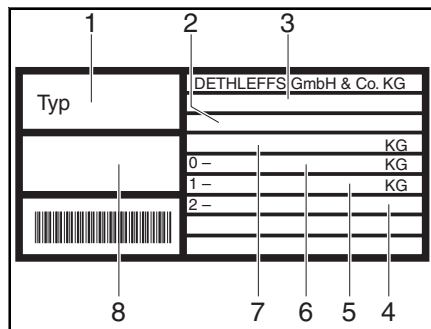 1 2 3
DETHLEFFS GmbH & Co. KG
Typ
KG
0 – KG
1 – KG
2 –
8 7 6 5 4